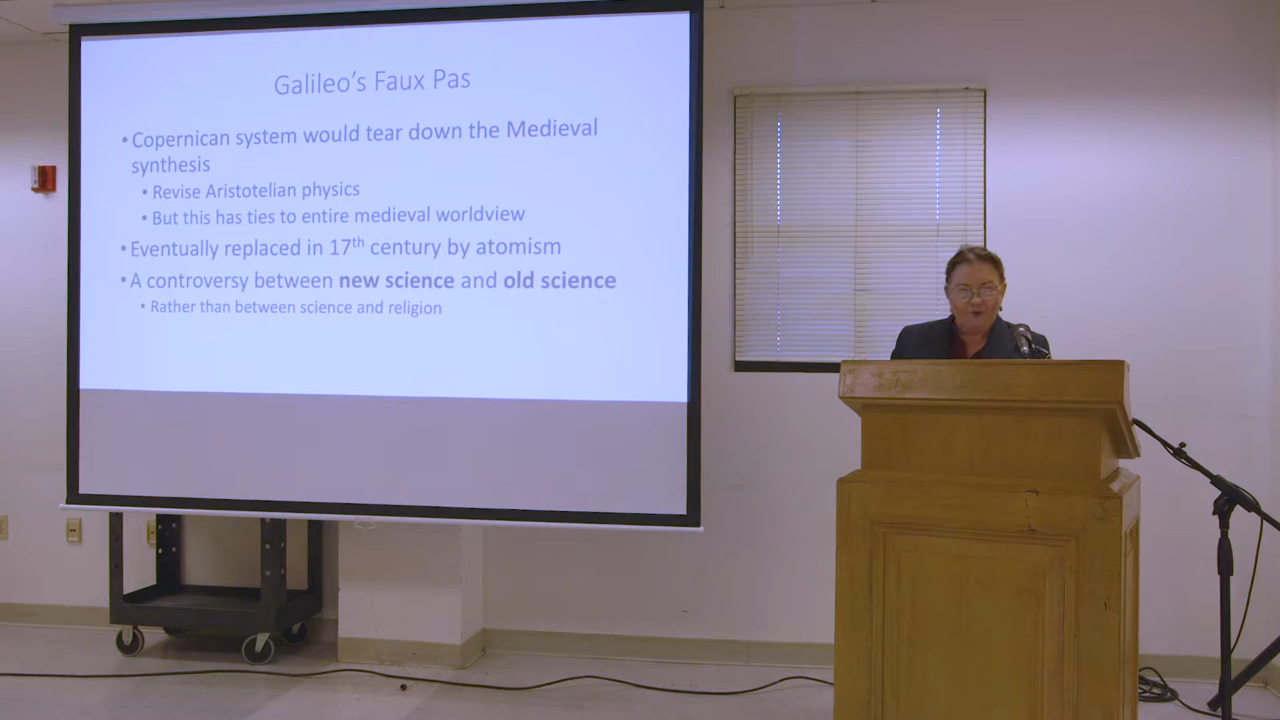 Galileo's Faux Pas
• Copernican system would tear down the Medieval
synthesis
• Revise Aristotelian physics
• But this has ties to entire medieval worldview
• Eventually replaced in 17th century by atomism
• A controversy between new science and old science
• Rather than between science and religion